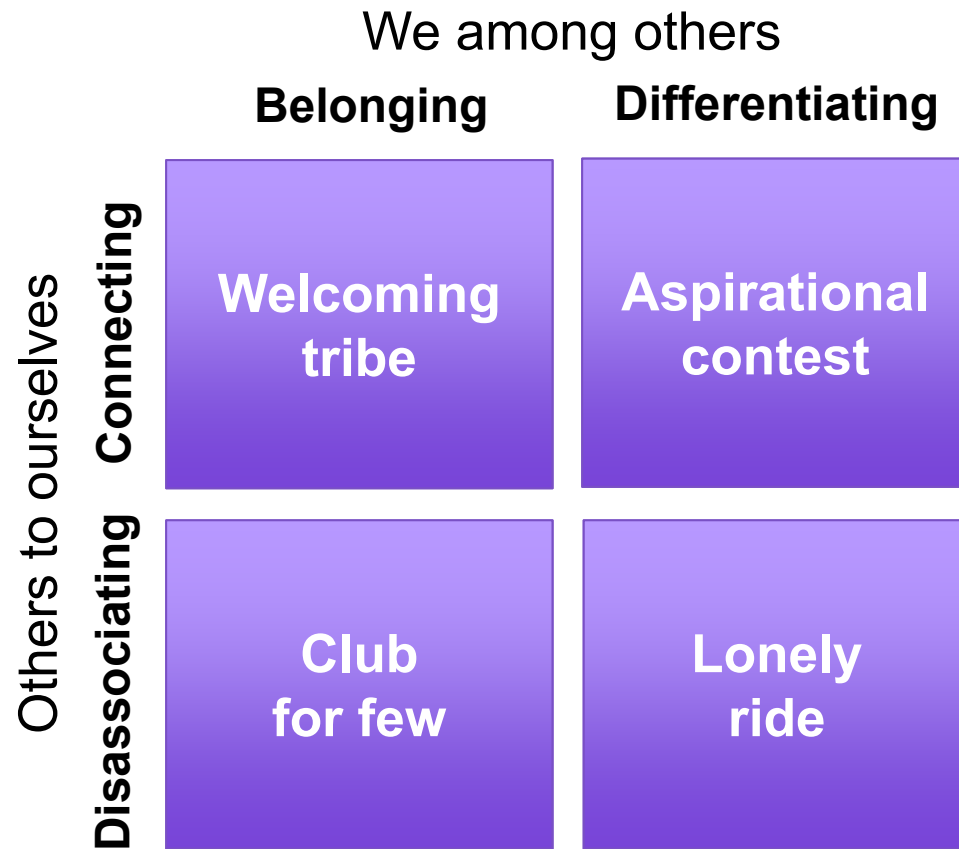 We among others
Belonging
Differentiating
Others to ourselves
Connecting
Welcoming
tribe
Aspirational
contest
Disassociating
Club
for few
Lonely
ride